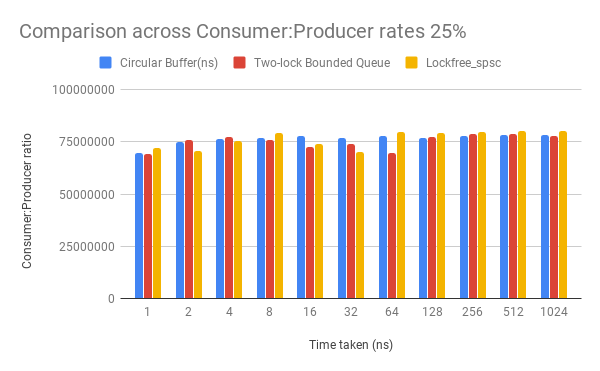 Comparison across Consumer:Producer rates 25%
Circular Buffer(ns) Two-lock Bounded Queue Lockfree_spsc
100000000
75000000
50000000
25000000
0
Consumer:Producer ratio
1 2 4 8 16 32 64 128 256 512 1024
Time taken (ns)